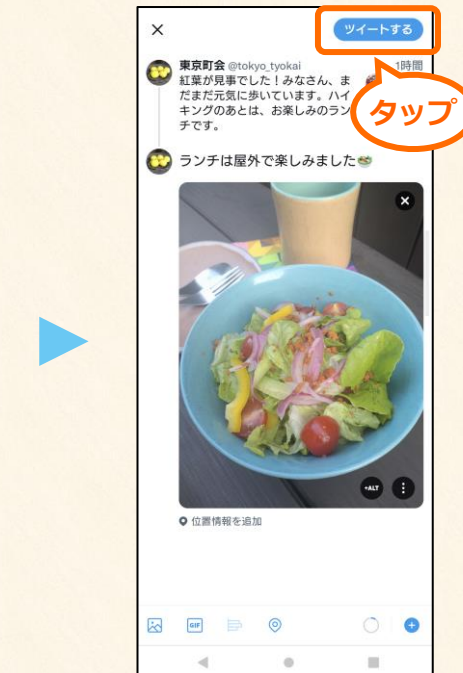 ツイートする
東京町会 @tokyo_tyokai 1時間
紅葉が見事でした！みなさん、ま
だまだ元気に歩いています。ハイ
キングのあとは、お楽しみのラン
チです。
タップ
ランチは屋外で楽しみました🥗
+ALT
位置情報を追加
GIF